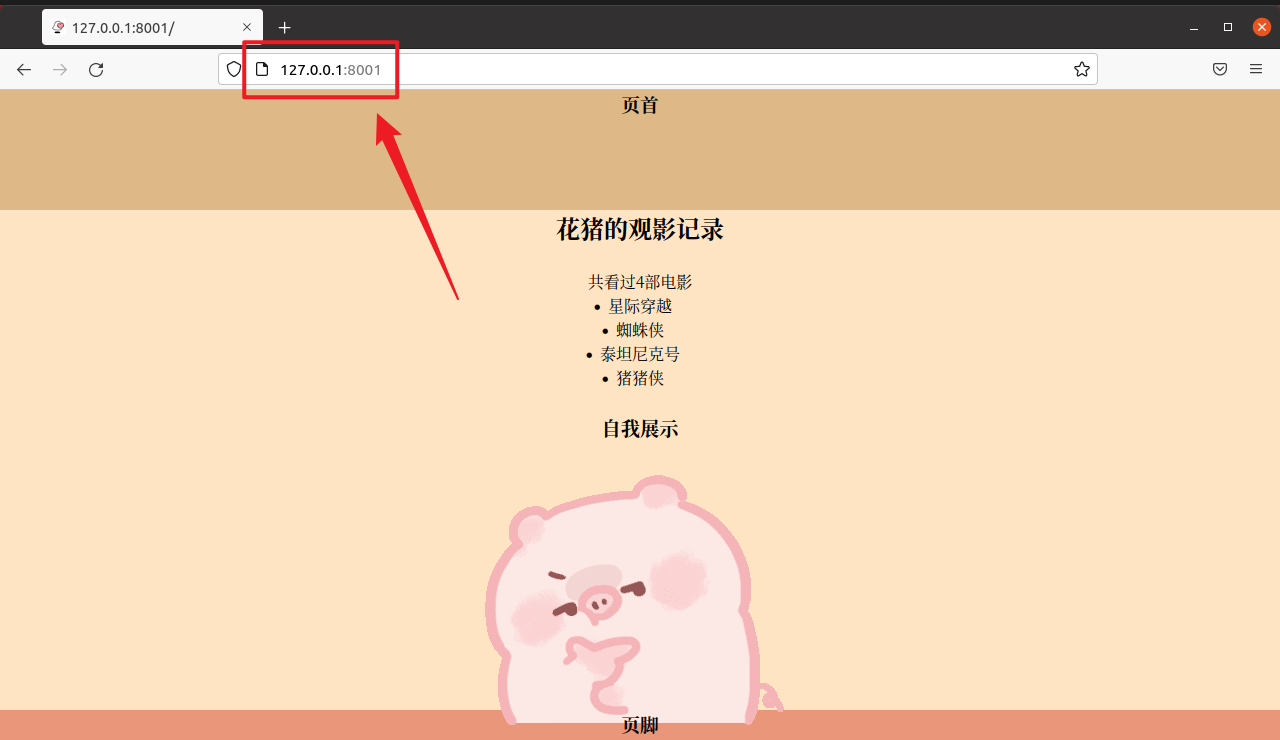 127.0.0.1:8001/
127.0.0.1:8001
页首
花猪的观影记录
共看过4部电影
• 星际穿越
• 蜘蛛侠
• 泰坦尼克号
• 猪猪侠
自我展示
页脚